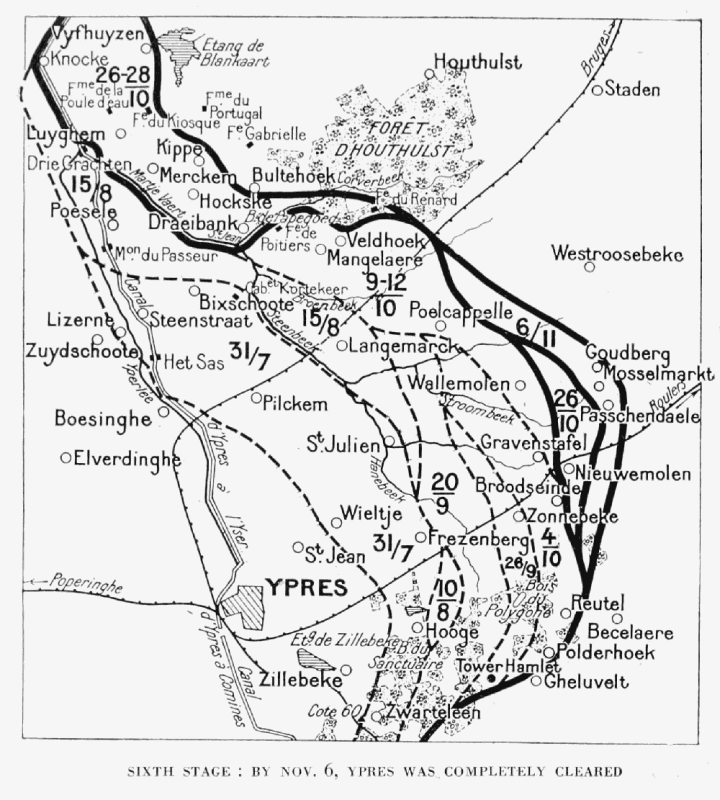 Vyfhuyzen
Knocke
Etang de
Blankaart
Houthulst
Bruges
Staden
26-28
10
Fme de la
Poule d'eau
Fme du
Portugal
Fe du Kiosque
Fe Gabrielle
FORÊT
D'HOUTHULST
Luyghem
Kippe
Drie Grachten
Merckem
Bultehoek
Corverbeek
15/8
Martje Vaert
Hockske
Fe du Renard
Poesele
Draeibank
St Jean
Fe de
Poitiers
Veldhoek
Mangelaere
Mon du Passeur
Westroosebeke
9-12
10
Cabet Kortekeer
Broenbeek
Bixschoote
15/8
Steenbeek
Poelcappelle
6/11
Canal
Lizerne
Steenstraat
Zuydschoote
Het Sas
31/7
Langemarck
Goudberg
Mosselmarkt
Yperlée
Wallemolen
Stroombeek
26
10
Roulers
Passchendaele
Pilckem
Boesinghe
St Julien
Gravenstafel
Elverdinghe
Hanebeek
Nieuwemolen
d'Ypres
à
l'Yser
20
9
Broodseinde
Wieltje
Zonnebeke
31/7
Frezenberg
4
10
St Jean
26/9
Poperinghe
YPRES
10
8
Bois
du
Polygone
Reutel
Hooge
Becelaere
Etg de Zillebeke
B. du
Sanctuaire
Polderhoek
Tower Hamlet
Zillebeke
Gheluvelt
Canal
d'Ypres à Comines
Cote 60
Zwarteleen
SIXTH STAGE : BY NOV. 6, YPRES WAS COMPLETELY CLEARED